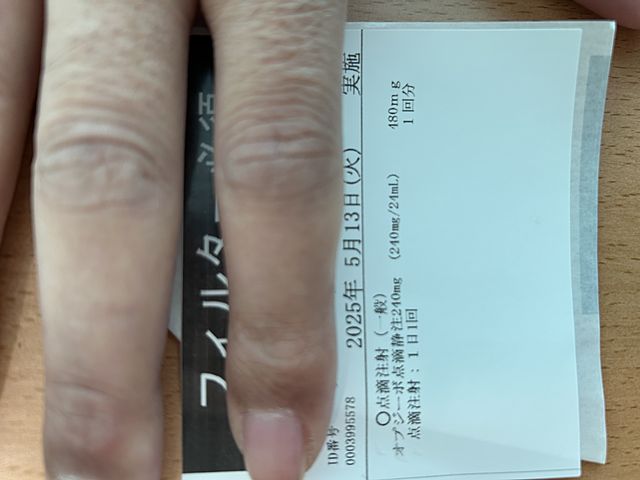 フィルター必須
ID番号
0003995578
2025年 5月13日(火) 実施
○点滴注射(一般)
オプジーボ点滴静注240mg (240mg/24mL) 480mg
点滴注射:1日1回 1回分